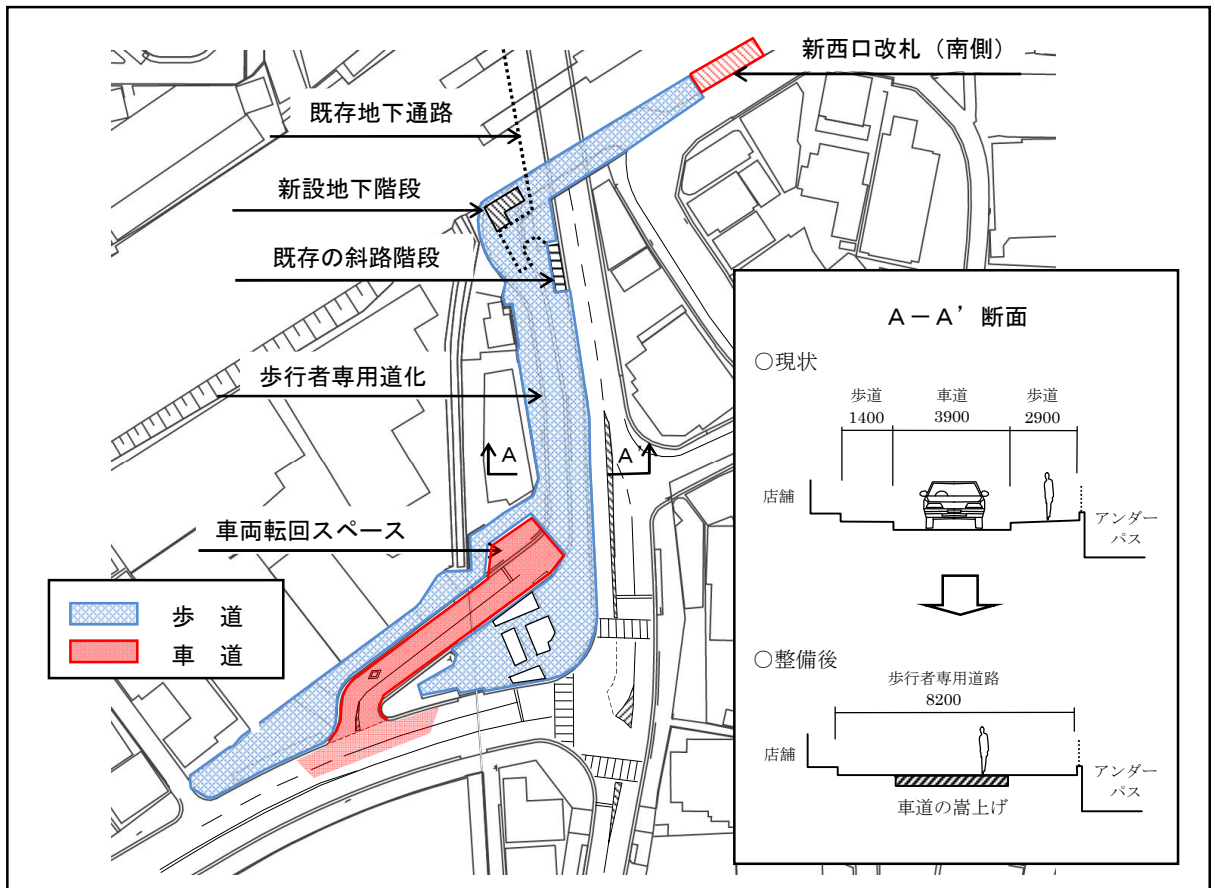 新西口改札（南側）
既存地下通路
新設地下階段
既存の斜路階段
歩行者専用道化
A
A'
車両転回スペース
歩　道
車　道
Ａ－Ａ’断面
○現状
歩道
1400
車道
3900
歩道
2900
店舗
アンダー
パス
○整備後
歩行者専用道路
8200
店舗
アンダー
パス
車道の嵩上げ